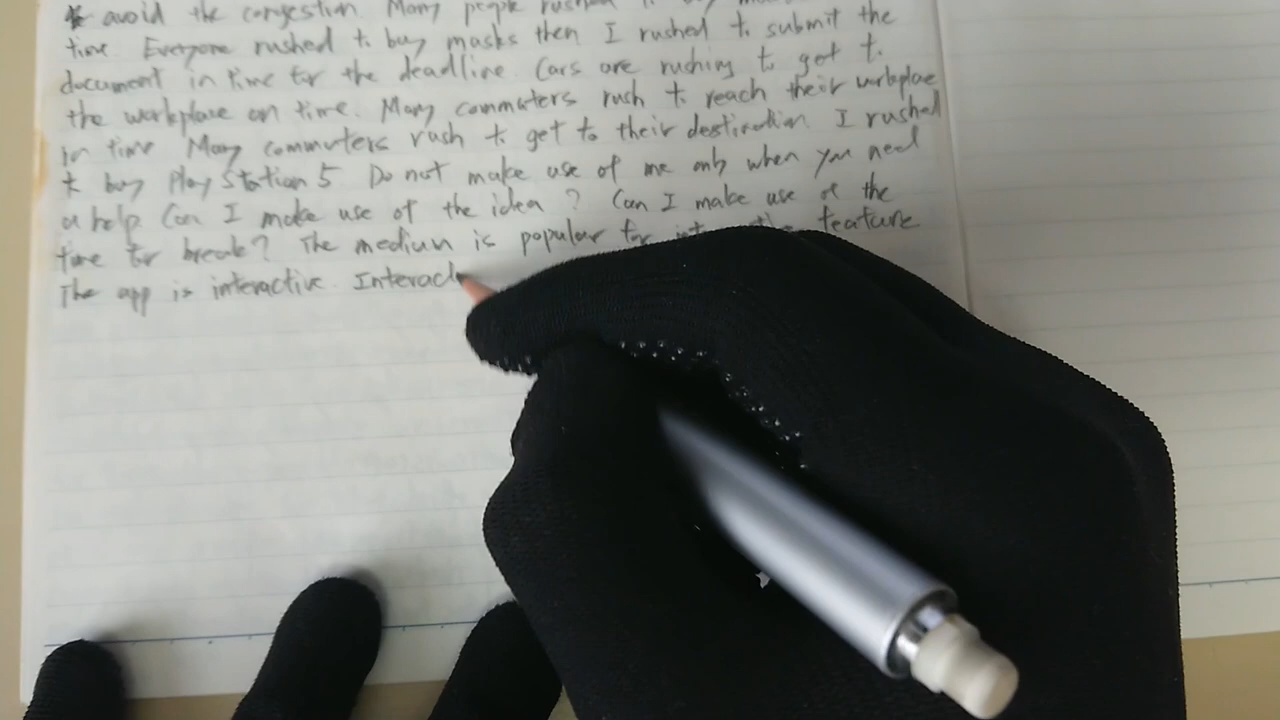 avoid the congestion Many people rushed to buy
time. Everyone rushed to buy masks then I rushed to submit the
document in time for the deadline. Cars are rushing to get to
the workplace on time. Many commuters rush to reach their workplace
in time Many commuters rush to get to their destination I rushed
to buy PlayStation 5 Do not make use of me only when you need
a help Can I make use of the idea ? Can I make use of the
time for break? The medium is popular for feature
The app is interactive. Interac